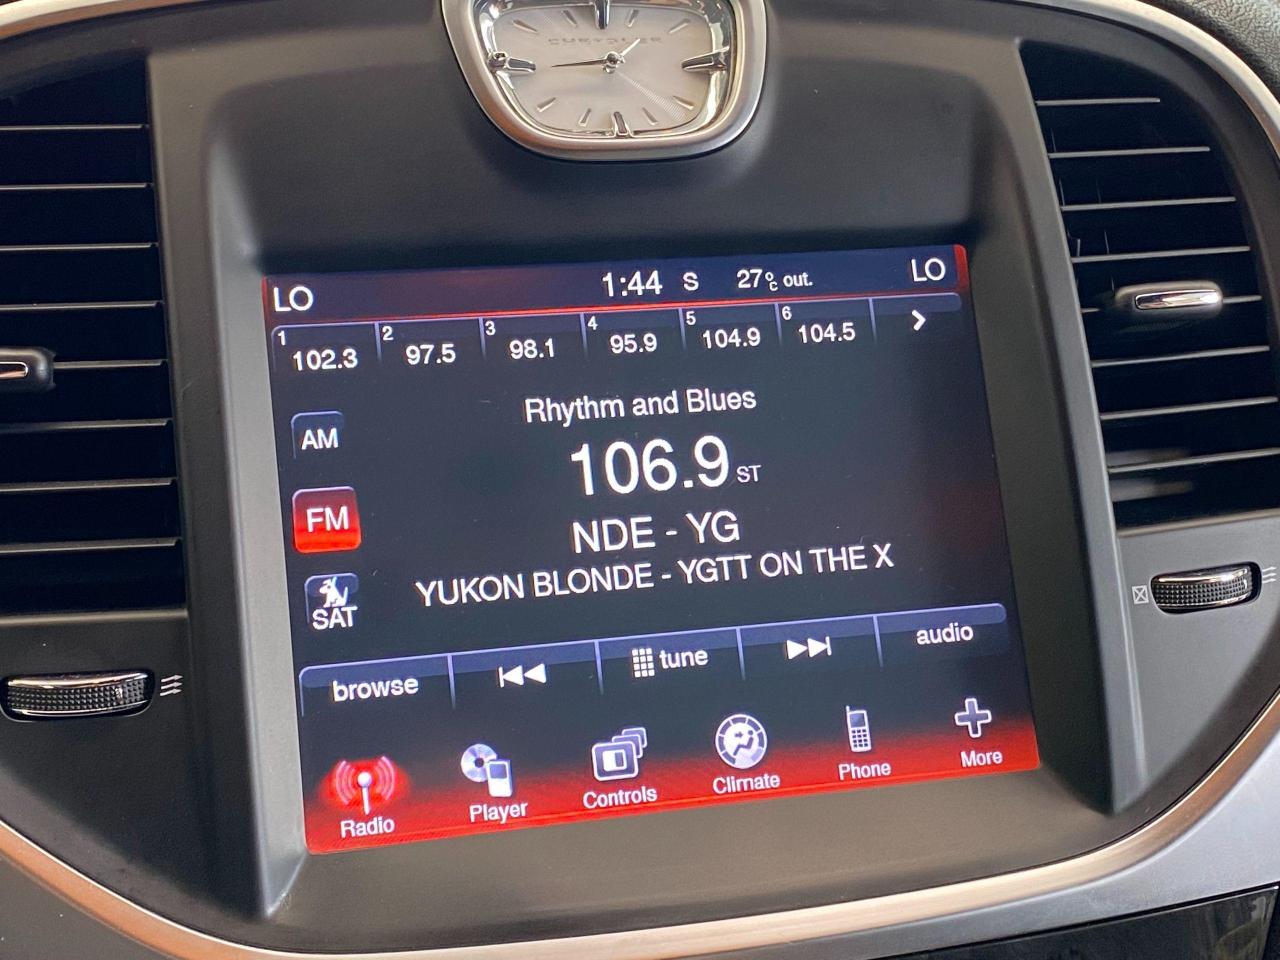 CHRYSLER
LO 1:44 S 27°C out. LO
1 102.3 2 97.5 3 98.1 4 95.9 5 104.9 6 104.5 >
Rhythm and Blues
AM
106.9 ST
FM
NDE - YG
YUKON BLONDE - YGTT ON THE X
SAT
browse tune audio
Radio Player Controls Climate Phone More